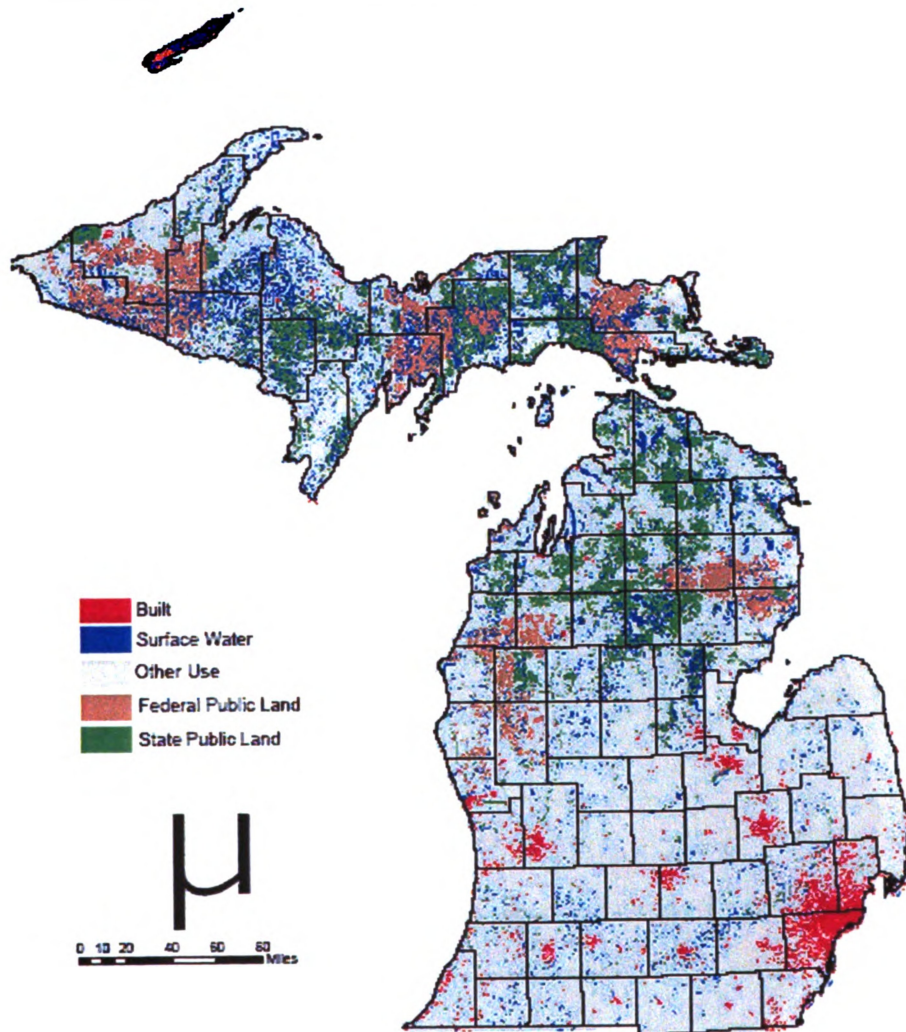 Built
Surface Water
Other Use
Federal Public Land
State Public Land
0 10 20 40 60 80
Miles